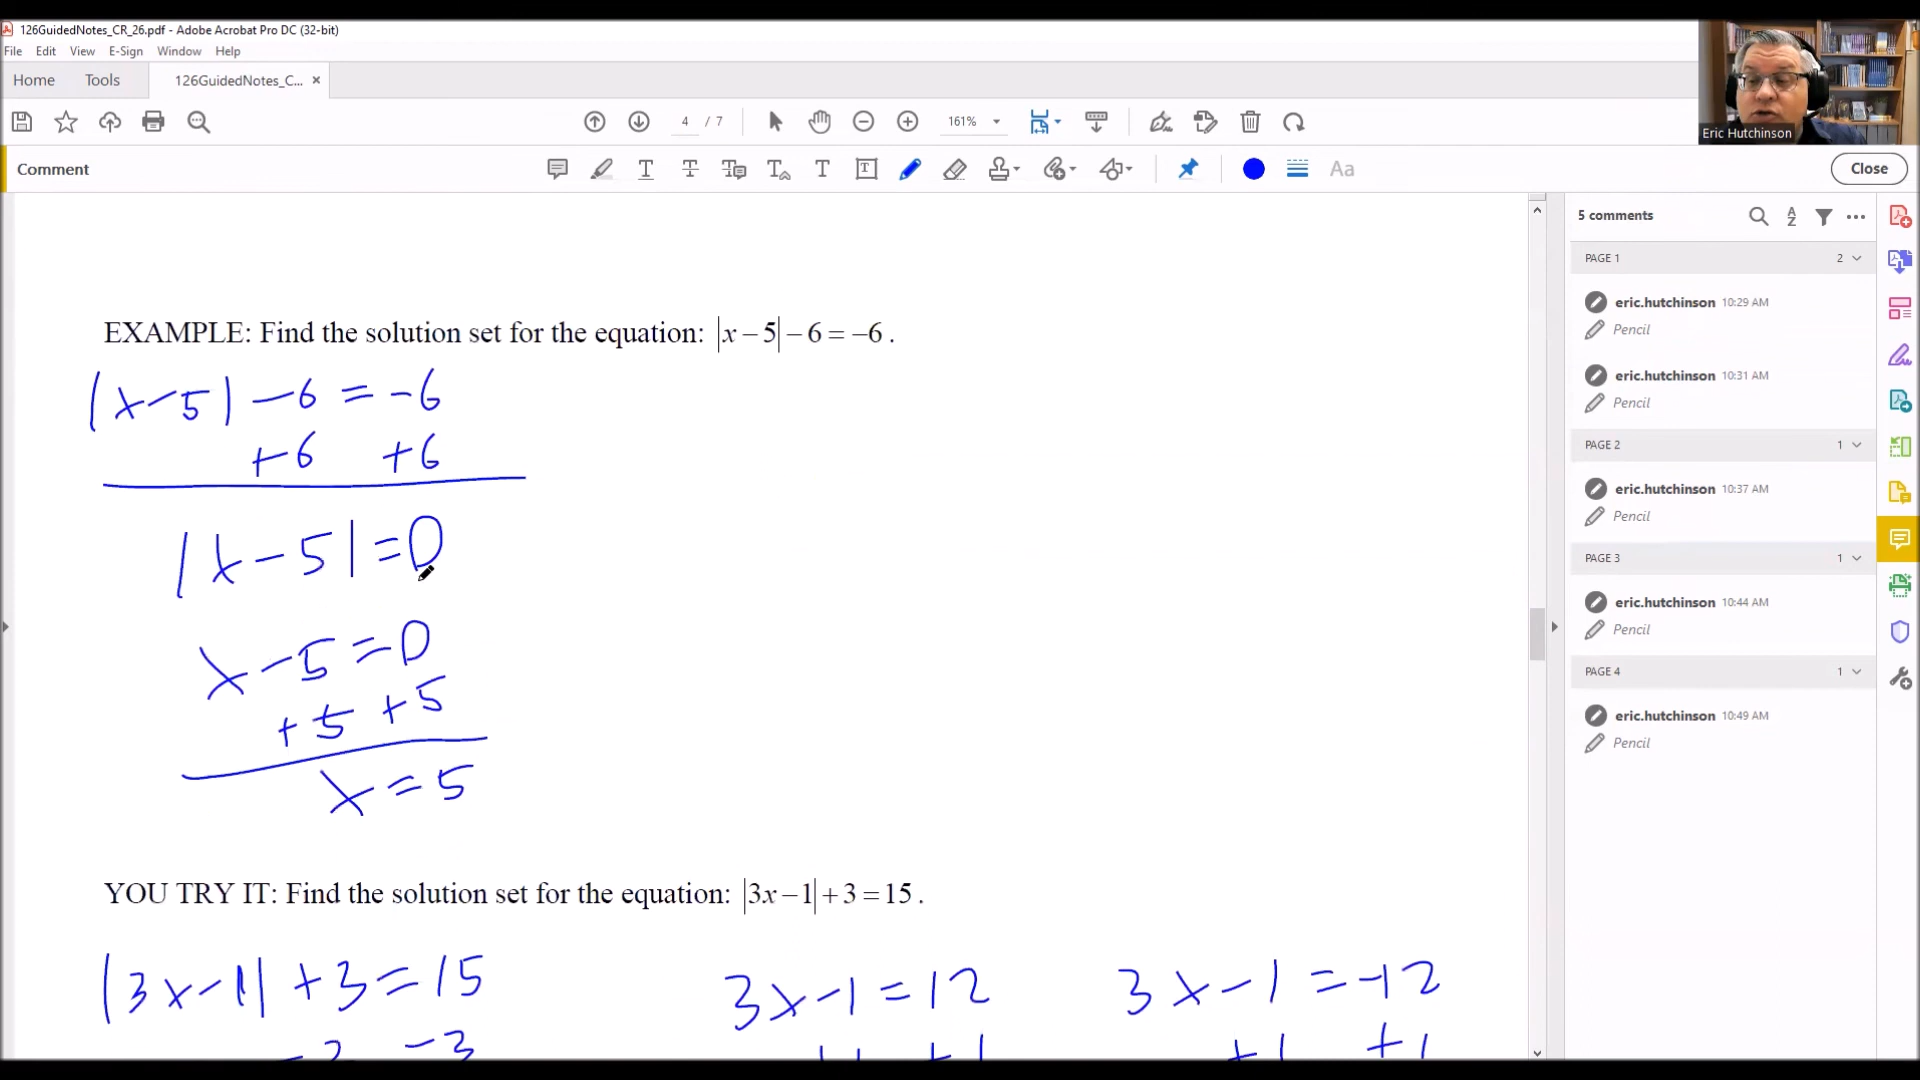 126GuidedNotes_CR_26.pdf - Adobe Acrobat Pro DC (32-bit)
File Edit View E-Sign Window Help
Home Tools 126GuidedNotes_C... ×
4 / 7 161%
Eric Hutchinson
Comment
Aa
Close
5 comments
PAGE 1 2
eric.hutchinson 10:29 AM
Pencil
eric.hutchinson 10:31 AM
Pencil
PAGE 2 1
eric.hutchinson 10:37 AM
Pencil
PAGE 3 1
eric.hutchinson 10:44 AM
Pencil
PAGE 4 1
eric.hutchinson 10:49 AM
Pencil
EXAMPLE: Find the solution set for the equation: |x − 5| − 6 = −6 .
|x − 5| − 6 = −6
+6 +6
|x − 5| = 0
x − 5 = 0
+5 +5
x = 5
YOU TRY IT: Find the solution set for the equation: |3x − 1| + 3 = 15 .
|3x − 1| + 3 = 15 3x − 1 = 12 3x − 1 = −12
−3 −3 +1 +1 +1 +1